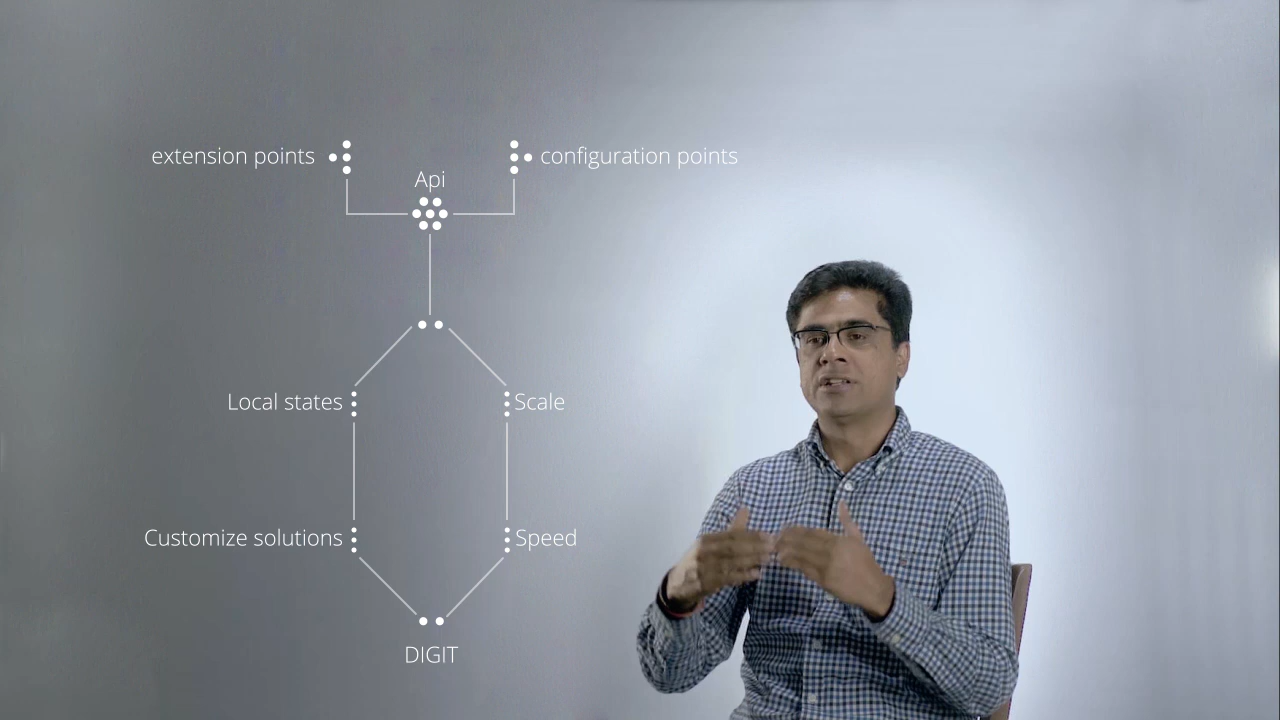 extension points
configuration points
Api
Local states
Scale
Customize solutions
Speed
DIGIT